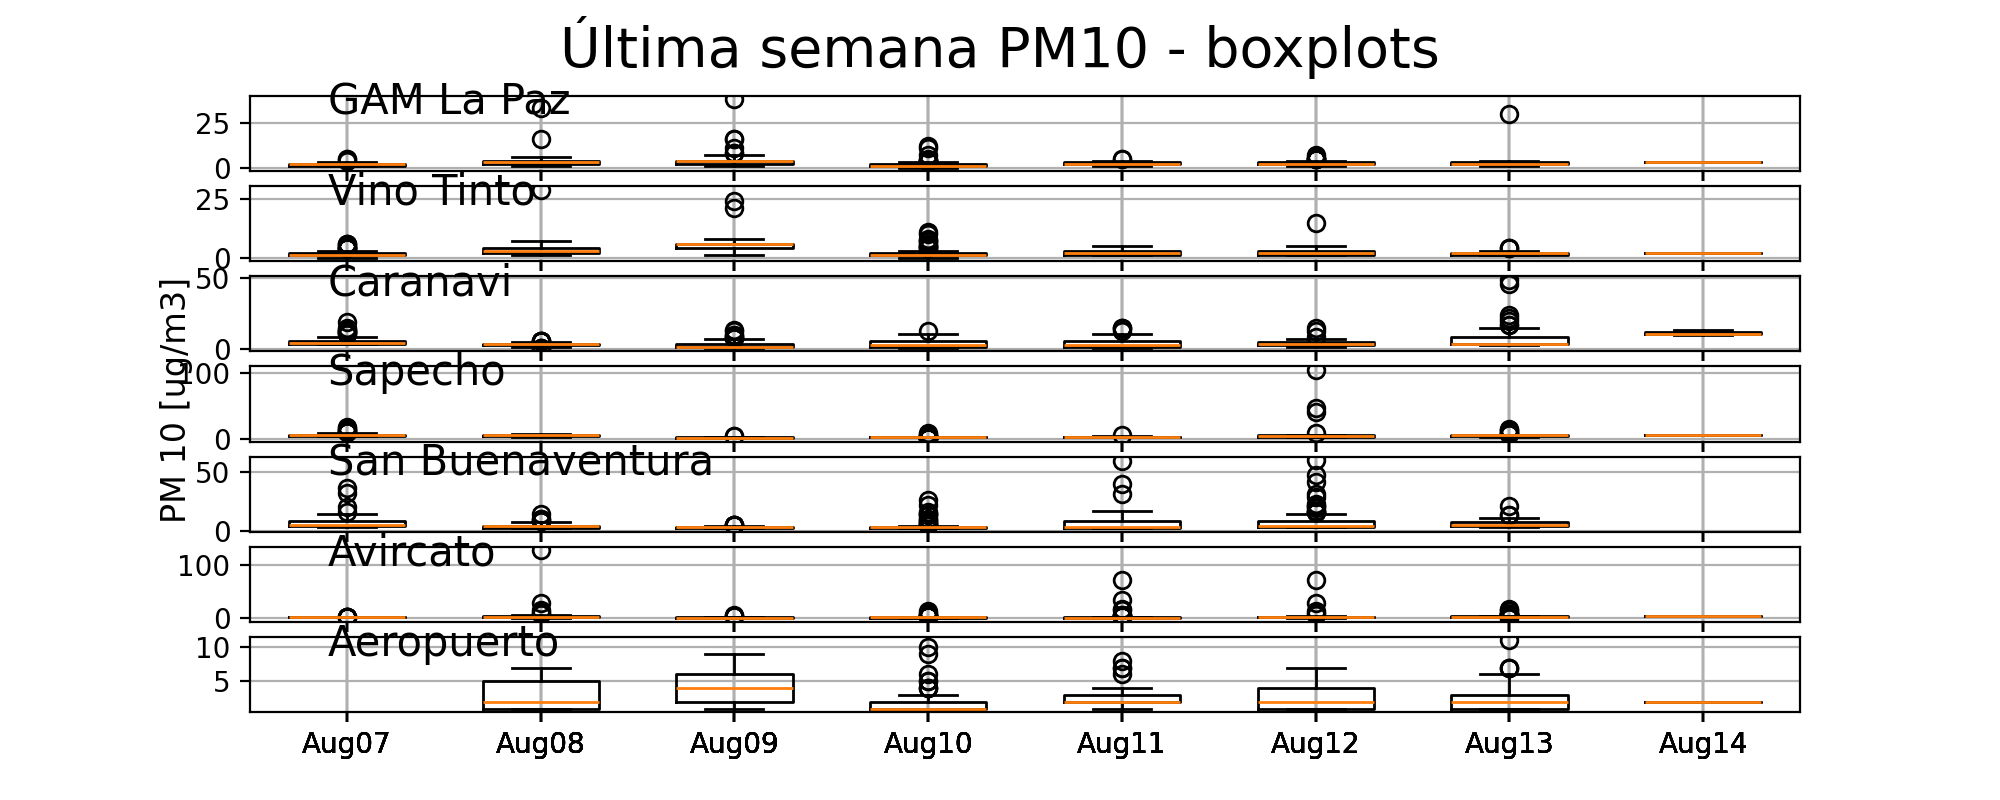 Última semana PM10 - boxplots
GAM La Paz
25
0
Vino Tinto
25
0
Caranavi
50
0
PM 10 [ug/m3]
Sapecho
100
0
San Buenaventura
50
0
Avircato
100
0
Aeropuerto
10
5
Aug07 Aug08 Aug09 Aug10 Aug11 Aug12 Aug13 Aug14